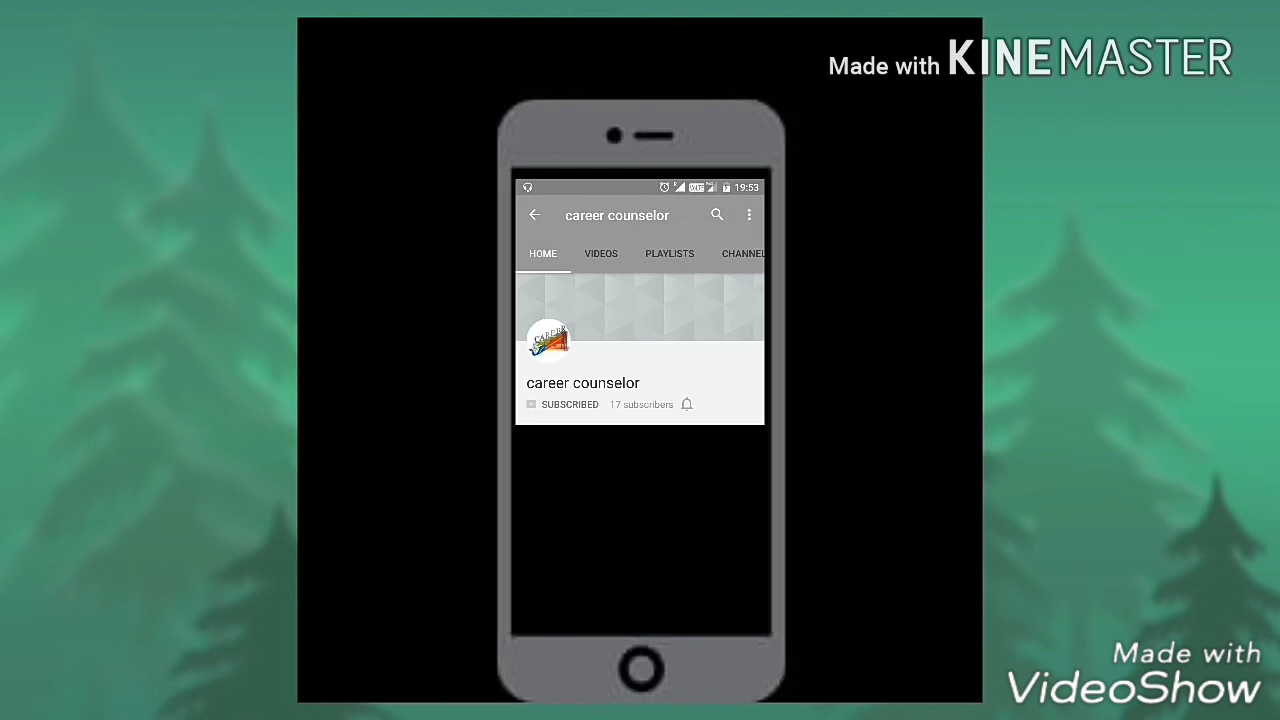 Made with KINEMASTER
19:53
career counselor
HOME VIDEOS PLAYLISTS CHANNEL
CAREER
career counselor
SUBSCRIBED 17 subscribers
Made with
VideoShow